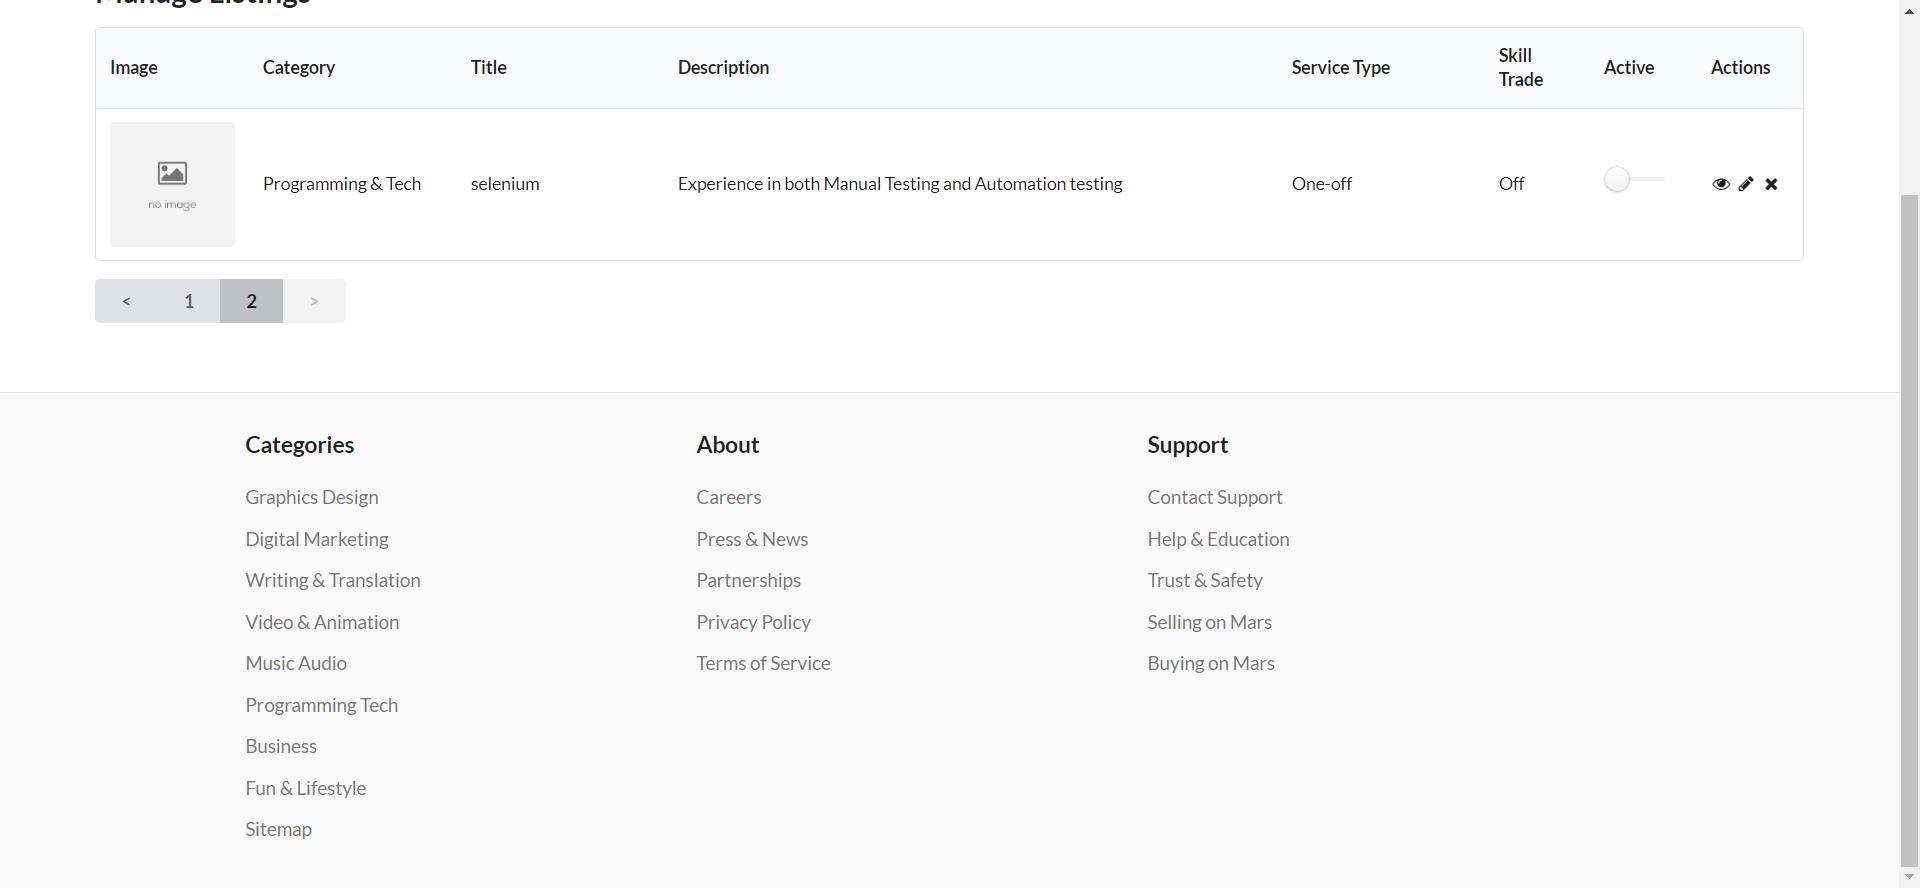 Manage Listings
Image Category Title Description Service Type Skill Trade Active Actions
no image
Programming & Tech selenium Experience in both Manual Testing and Automation testing One-off Off
< 1 2 >
Categories About Support
Graphics Design Careers Contact Support
Digital Marketing Press & News Help & Education
Writing & Translation Partnerships Trust & Safety
Video & Animation Privacy Policy Selling on Mars
Music Audio Terms of Service Buying on Mars
Programming Tech
Business
Fun & Lifestyle
Sitemap